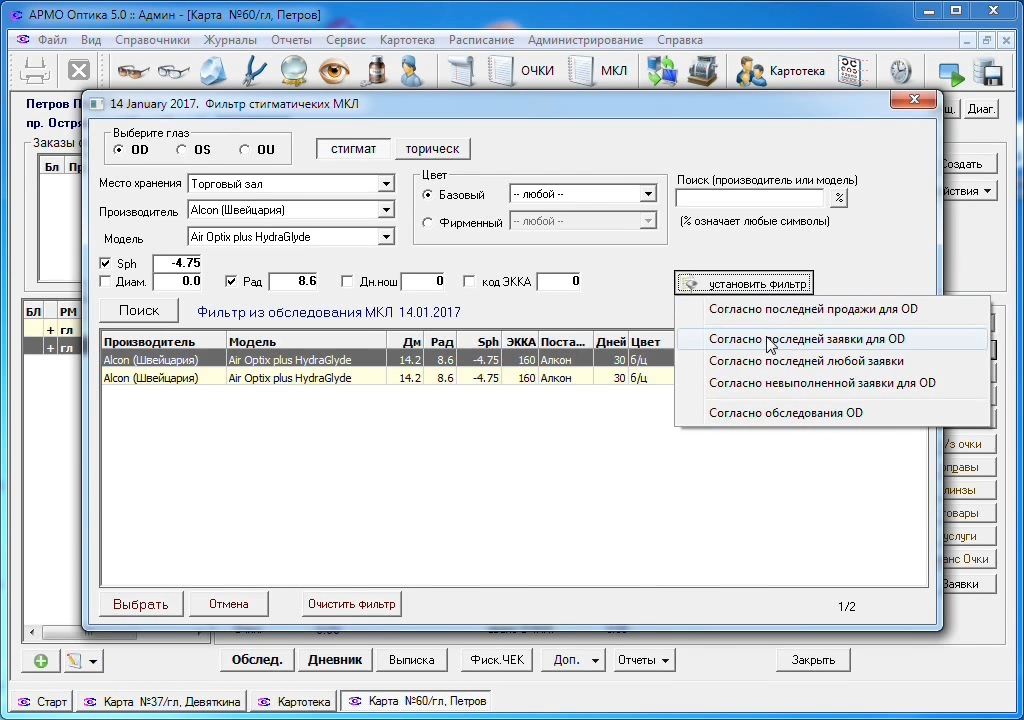 АРМО Оптика 5.0 :: Админ - [Карта №60/гл, Петров]
Файл Вид Справочники Журналы Отчеты Сервис Картотека Расписание Администрирование Справка
ОЧКИ МКЛ Картотека
Петров П
пр. Остря
Заказы
Бл Пр
Диаг.
оздать
йствия
14 January 2017. Фильтр стигматичеких МКЛ
Выберите глаз
OD OS OU
стигмат торическ
Место хранения Торговый зал
Производитель Alcon (Швейцария)
Модель Air Optix plus HydraGlyde
Цвет
Базовый -- любой --
Фирменный -- любой --
Поиск (производитель или модель)
%
(% означает любые символы)
Sph -4.75
Диам. 0.0 Рад 8.6 Дн.нош 0 код ЭККА 0
установить фильтр
Поиск Фильтр из обследования МКЛ 14.01.2017
Согласно последней продажи для OD
Согласно последней заявки для OD
Согласно последней любой заявки
Согласно невыполненной заявки для OD
Согласно обследования OD
Производитель Модель Дм Рад Sph ЭККА Поста... Дней Цвет
Alcon (Швейцария) Air Optix plus HydraGlyde 14.2 8.6 -4.75 160 Алкон 30 б/ц
Alcon (Швейцария) Air Optix plus HydraGlyde 14.2 8.6 -4.75 160 Алкон 30 б/ц
БЛ РМ
+ гл
+ гл
/з очки
оправы
линзы
овары
услуги
анс Очки
Заявки
Выбрать Отмена Очистить фильтр 1/2
Обслед. Дневник Выписка Фиск.ЧЕК Доп. Отчеты Закрыть
Старт Карта №37/гл, Девяткина Картотека Карта №60/гл, Петров